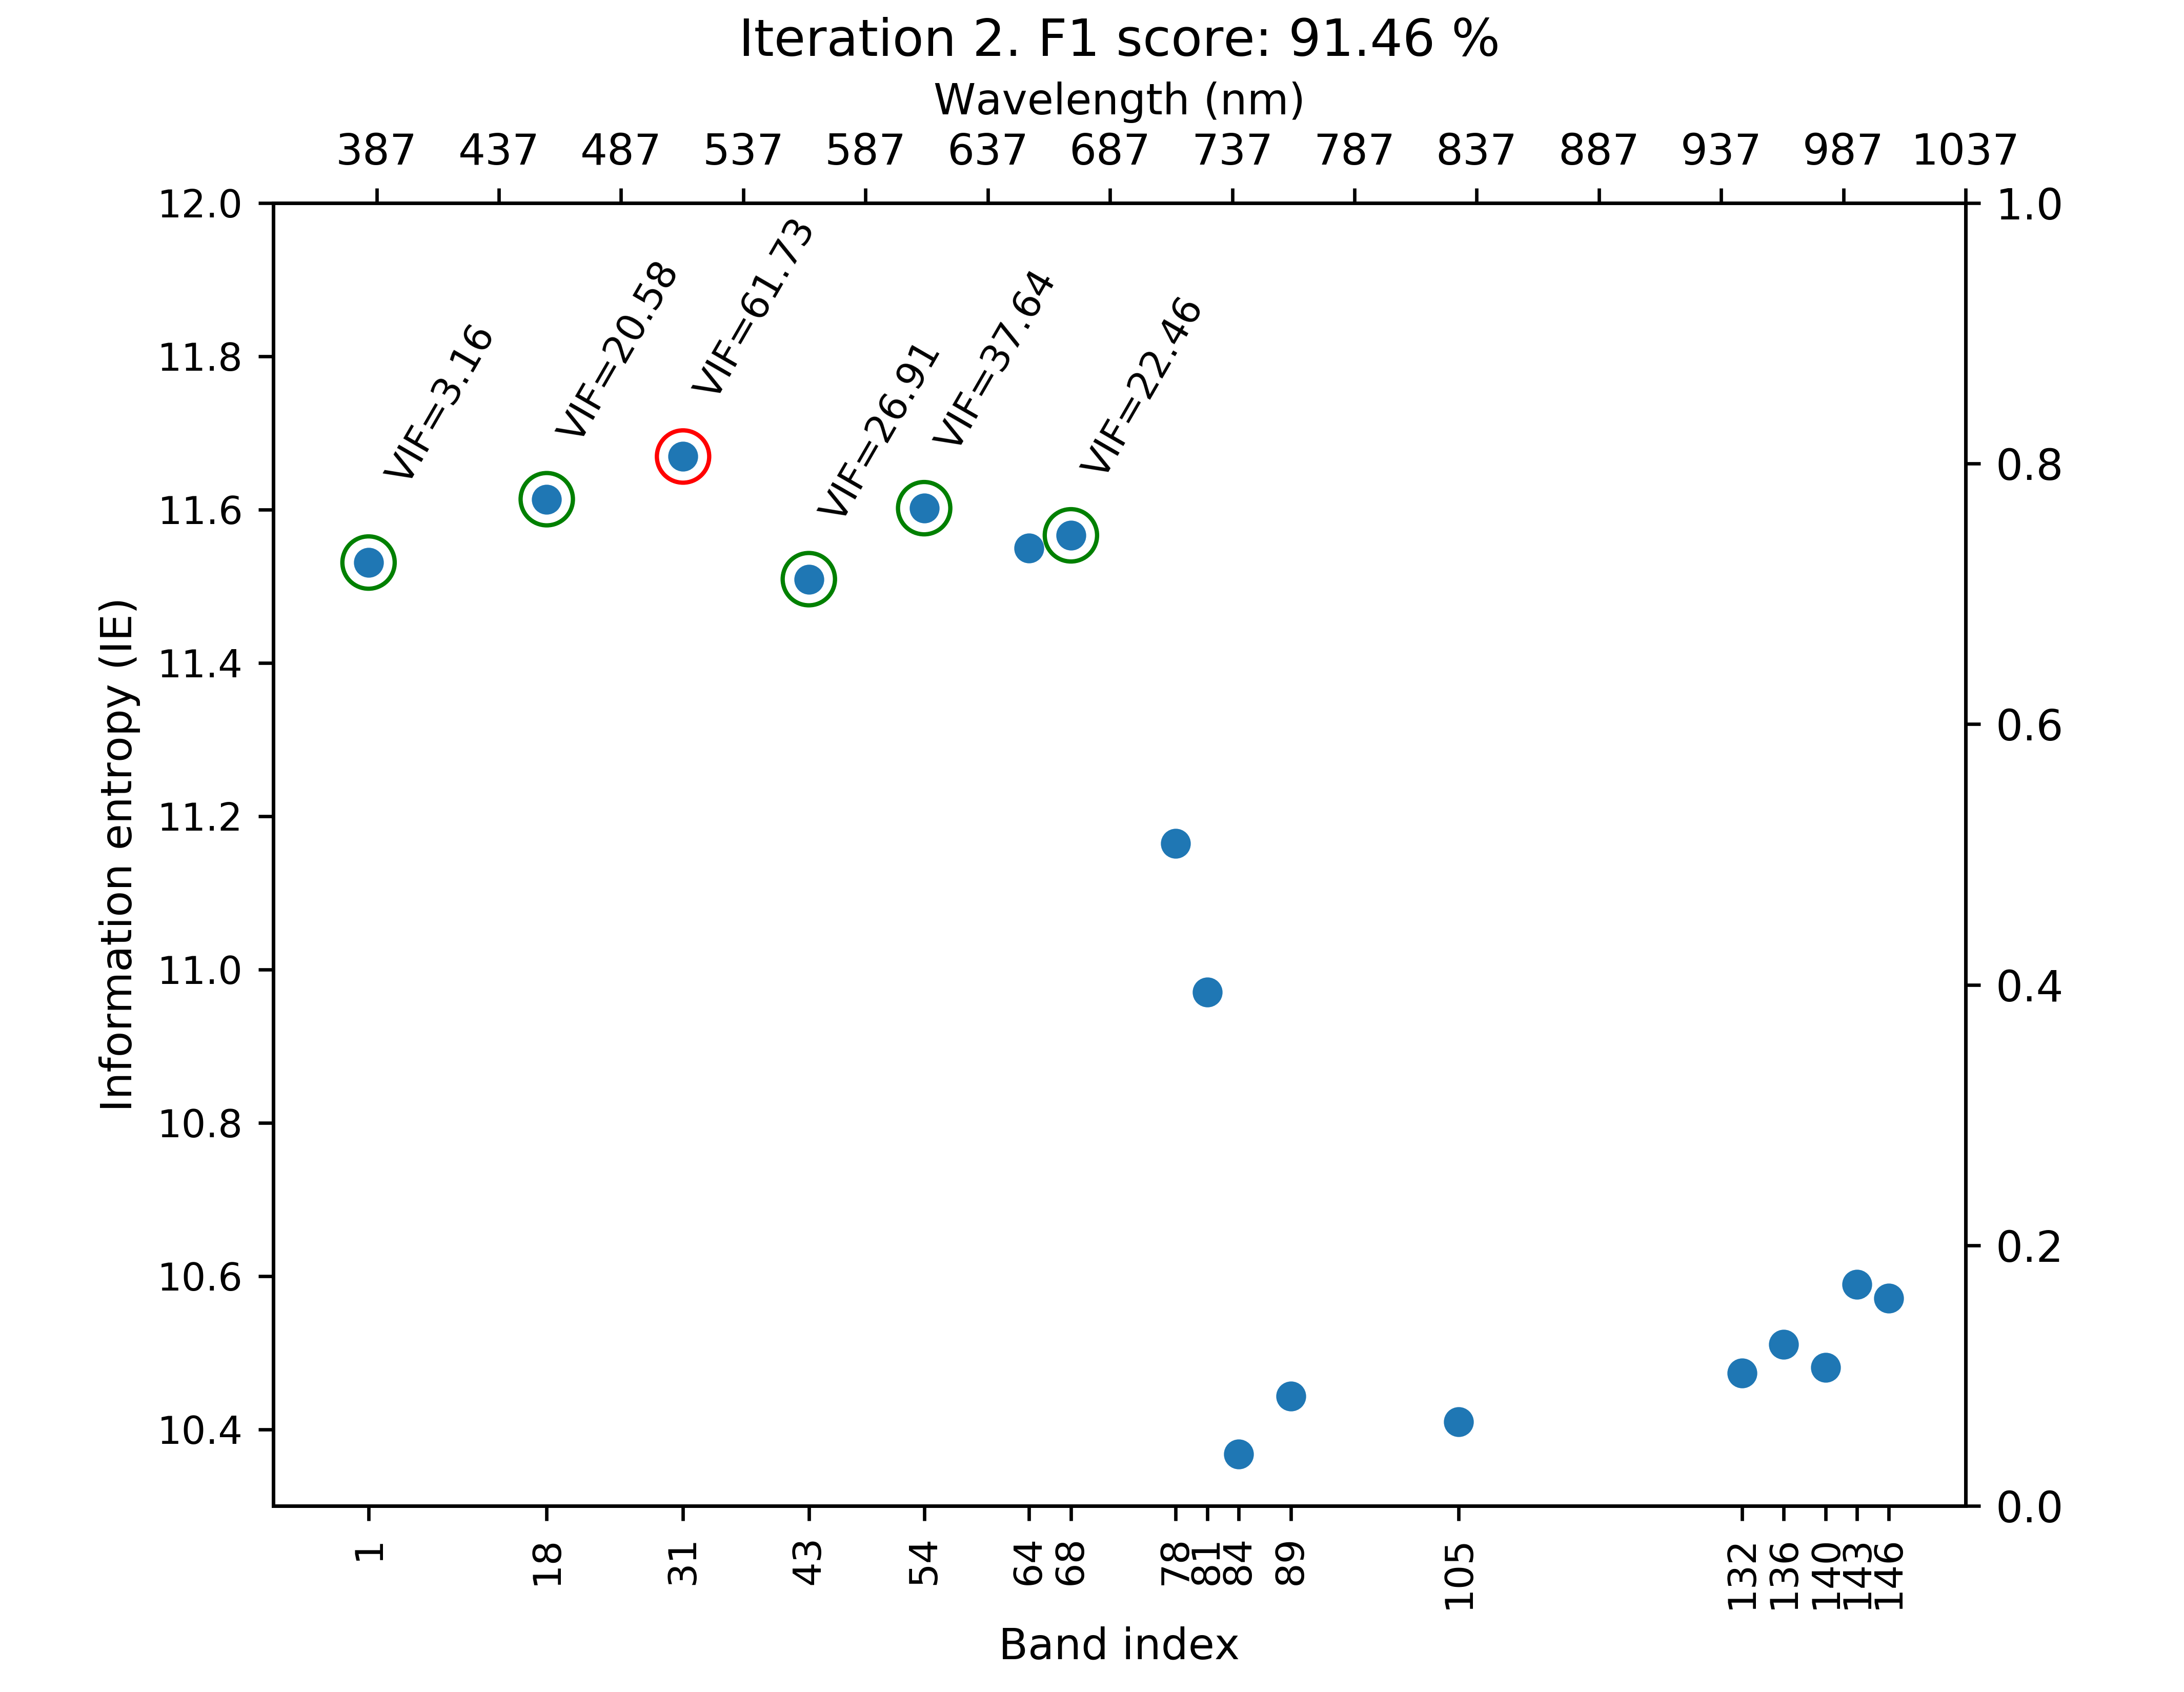 Iteration 2. F1 score: 91.46 %
Wavelength (nm)
387 437 487 537 587 637 687 737 787 837 887 937 987 1037
12.0
11.8
11.6
11.4
11.2
11.0
10.8
10.6
10.4
Information entropy (IE)
VIF=3.16
VIF=20.58
VIF=61.73
VIF=26.91
VIF=37.64
VIF=22.46
1.0
0.8
0.6
0.4
0.2
0.0
1 18 31 43 54 64 68 78 81 84 89 105 132 136 140 143 146
Band index